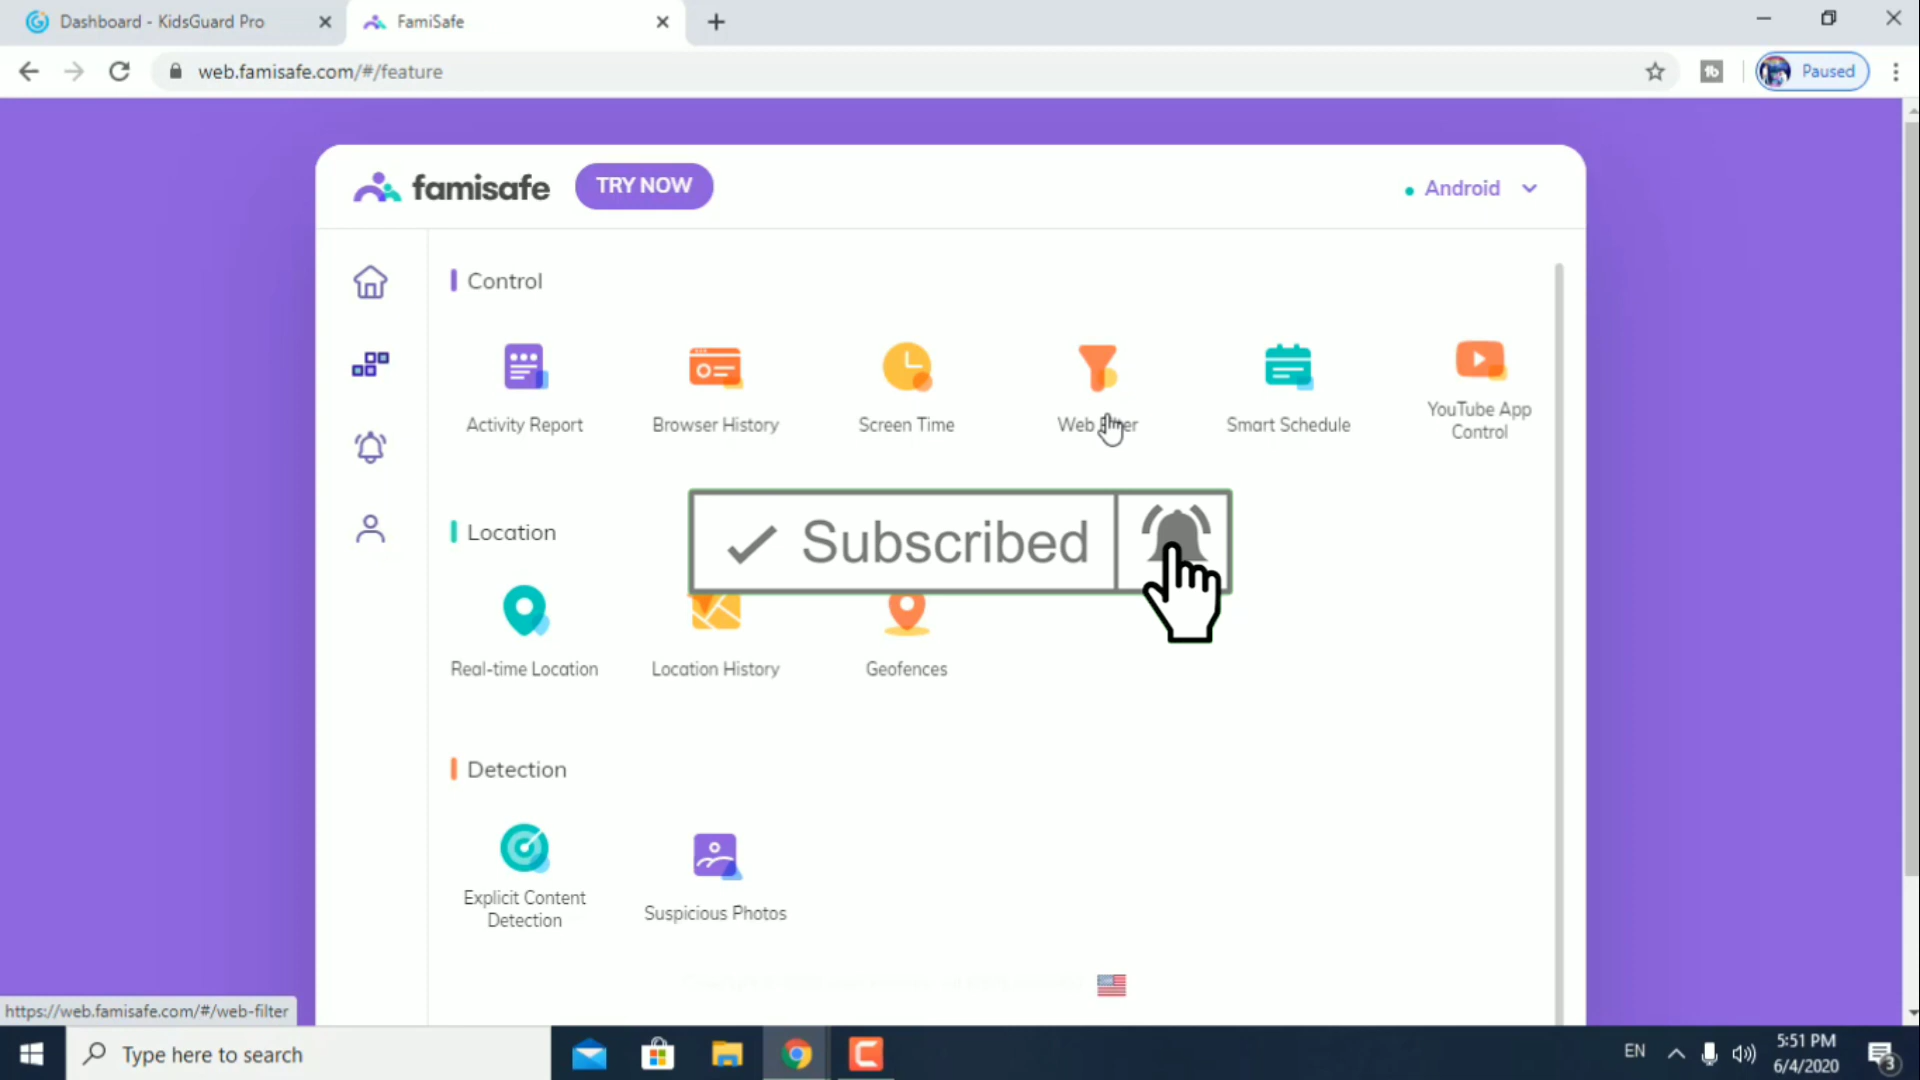 Dashboard - KidsGuard Pro
FamiSafe
web.famisafe.com/#/feature
Paused
famisafe
TRY NOW
Android
Control
Activity Report
Browser History
Screen Time
Web Filter
Smart Schedule
YouTube App
Control
Subscribed
Location
Real-time Location
Location History
Geofences
Detection
Explicit Content
Detection
Suspicious Photos
https://web.famisafe.com/#/web-filter
Type here to search
EN
5:51 PM
6/4/2020
3